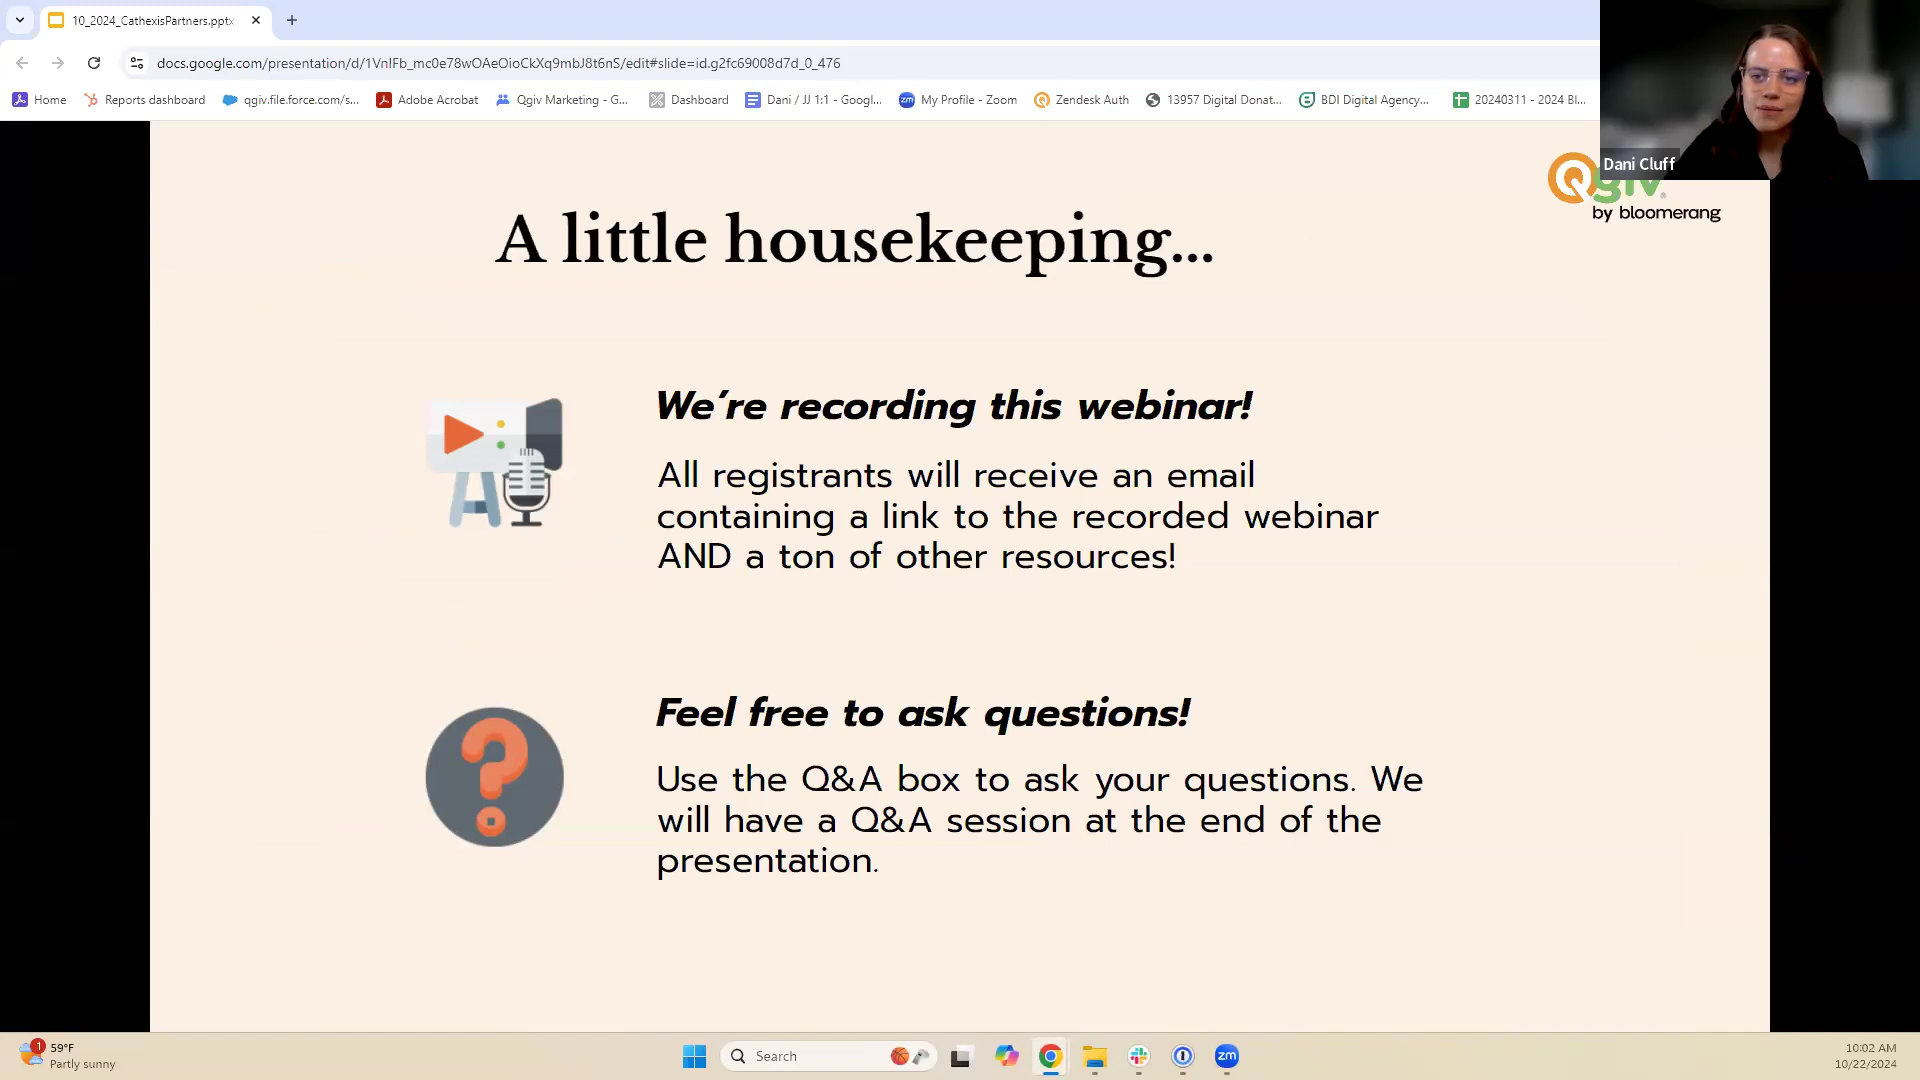 10_2024_CathexisPartners.pptx
docs.google.com/presentation/d/1VnIFb_mc0e78wOAeOioCkXq9mbJ8t6nS/edit#slide=id.g2fc69008d7d_0_476
Home
Reports dashboard
qgiv.file.force.com/s...
Adobe Acrobat
Qgiv Marketing - G...
Dashboard
Dani / JJ 1:1 - Googl...
My Profile - Zoom
Zendesk Auth
13957 Digital Donat...
BDI Digital Agency...
20240311 - 2024 Bl...
Dani Cluff
Qgiv
by bloomerang
A little housekeeping...
We're recording this webinar!
All registrants will receive an email
containing a link to the recorded webinar
AND a ton of other resources!
Feel free to ask questions!
Use the Q&A box to ask your questions. We
will have a Q&A session at the end of the
presentation.
1
59°F
Partly sunny
Search
zm
10:02 AM
10/22/2024